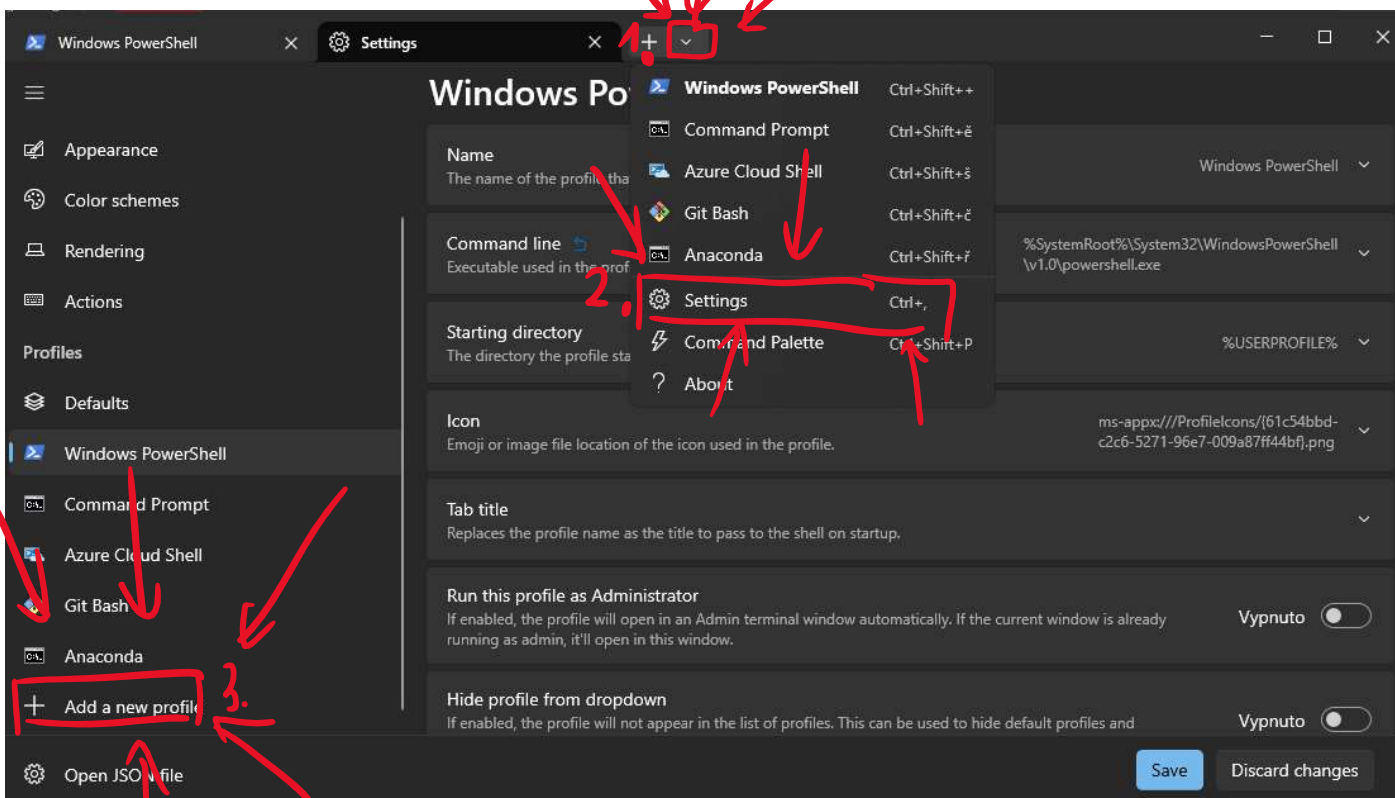 Windows PowerShell
Settings
1.
Windows Po
Windows PowerShell Ctrl+Shift++
Command Prompt Ctrl+Shift+ě
Azure Cloud Shell Ctrl+Shift+š
Git Bash Ctrl+Shift+č
Anaconda Ctrl+Shift+ř
2.
Settings Ctrl+,
Command Palette Ctrl+Shift+P
About
Appearance
Color schemes
Rendering
Actions
Profiles
Defaults
Windows PowerShell
Command Prompt
Azure Cloud Shell
Git Bash
Anaconda
Add a new profile
3.
Open JSON file
Name
The name of the profile tha
Windows PowerShell
Command line
Executable used in the prof
%SystemRoot%\System32\WindowsPowerShell
\v1.0\powershell.exe
Starting directory
The directory the profile sta
%USERPROFILE%
Icon
Emoji or image file location of the icon used in the profile.
ms-appx:///ProfileIcons/{61c54bbd-
c2c6-5271-96e7-009a87ff44bf}.png
Tab title
Replaces the profile name as the title to pass to the shell on startup.
Run this profile as Administrator
If enabled, the profile will open in an Admin terminal window automatically. If the current window is already
running as admin, it'll open in this window.
Vypnuto
Hide profile from dropdown
If enabled, the profile will not appear in the list of profiles. This can be used to hide default profiles and
Vypnuto
Save
Discard changes